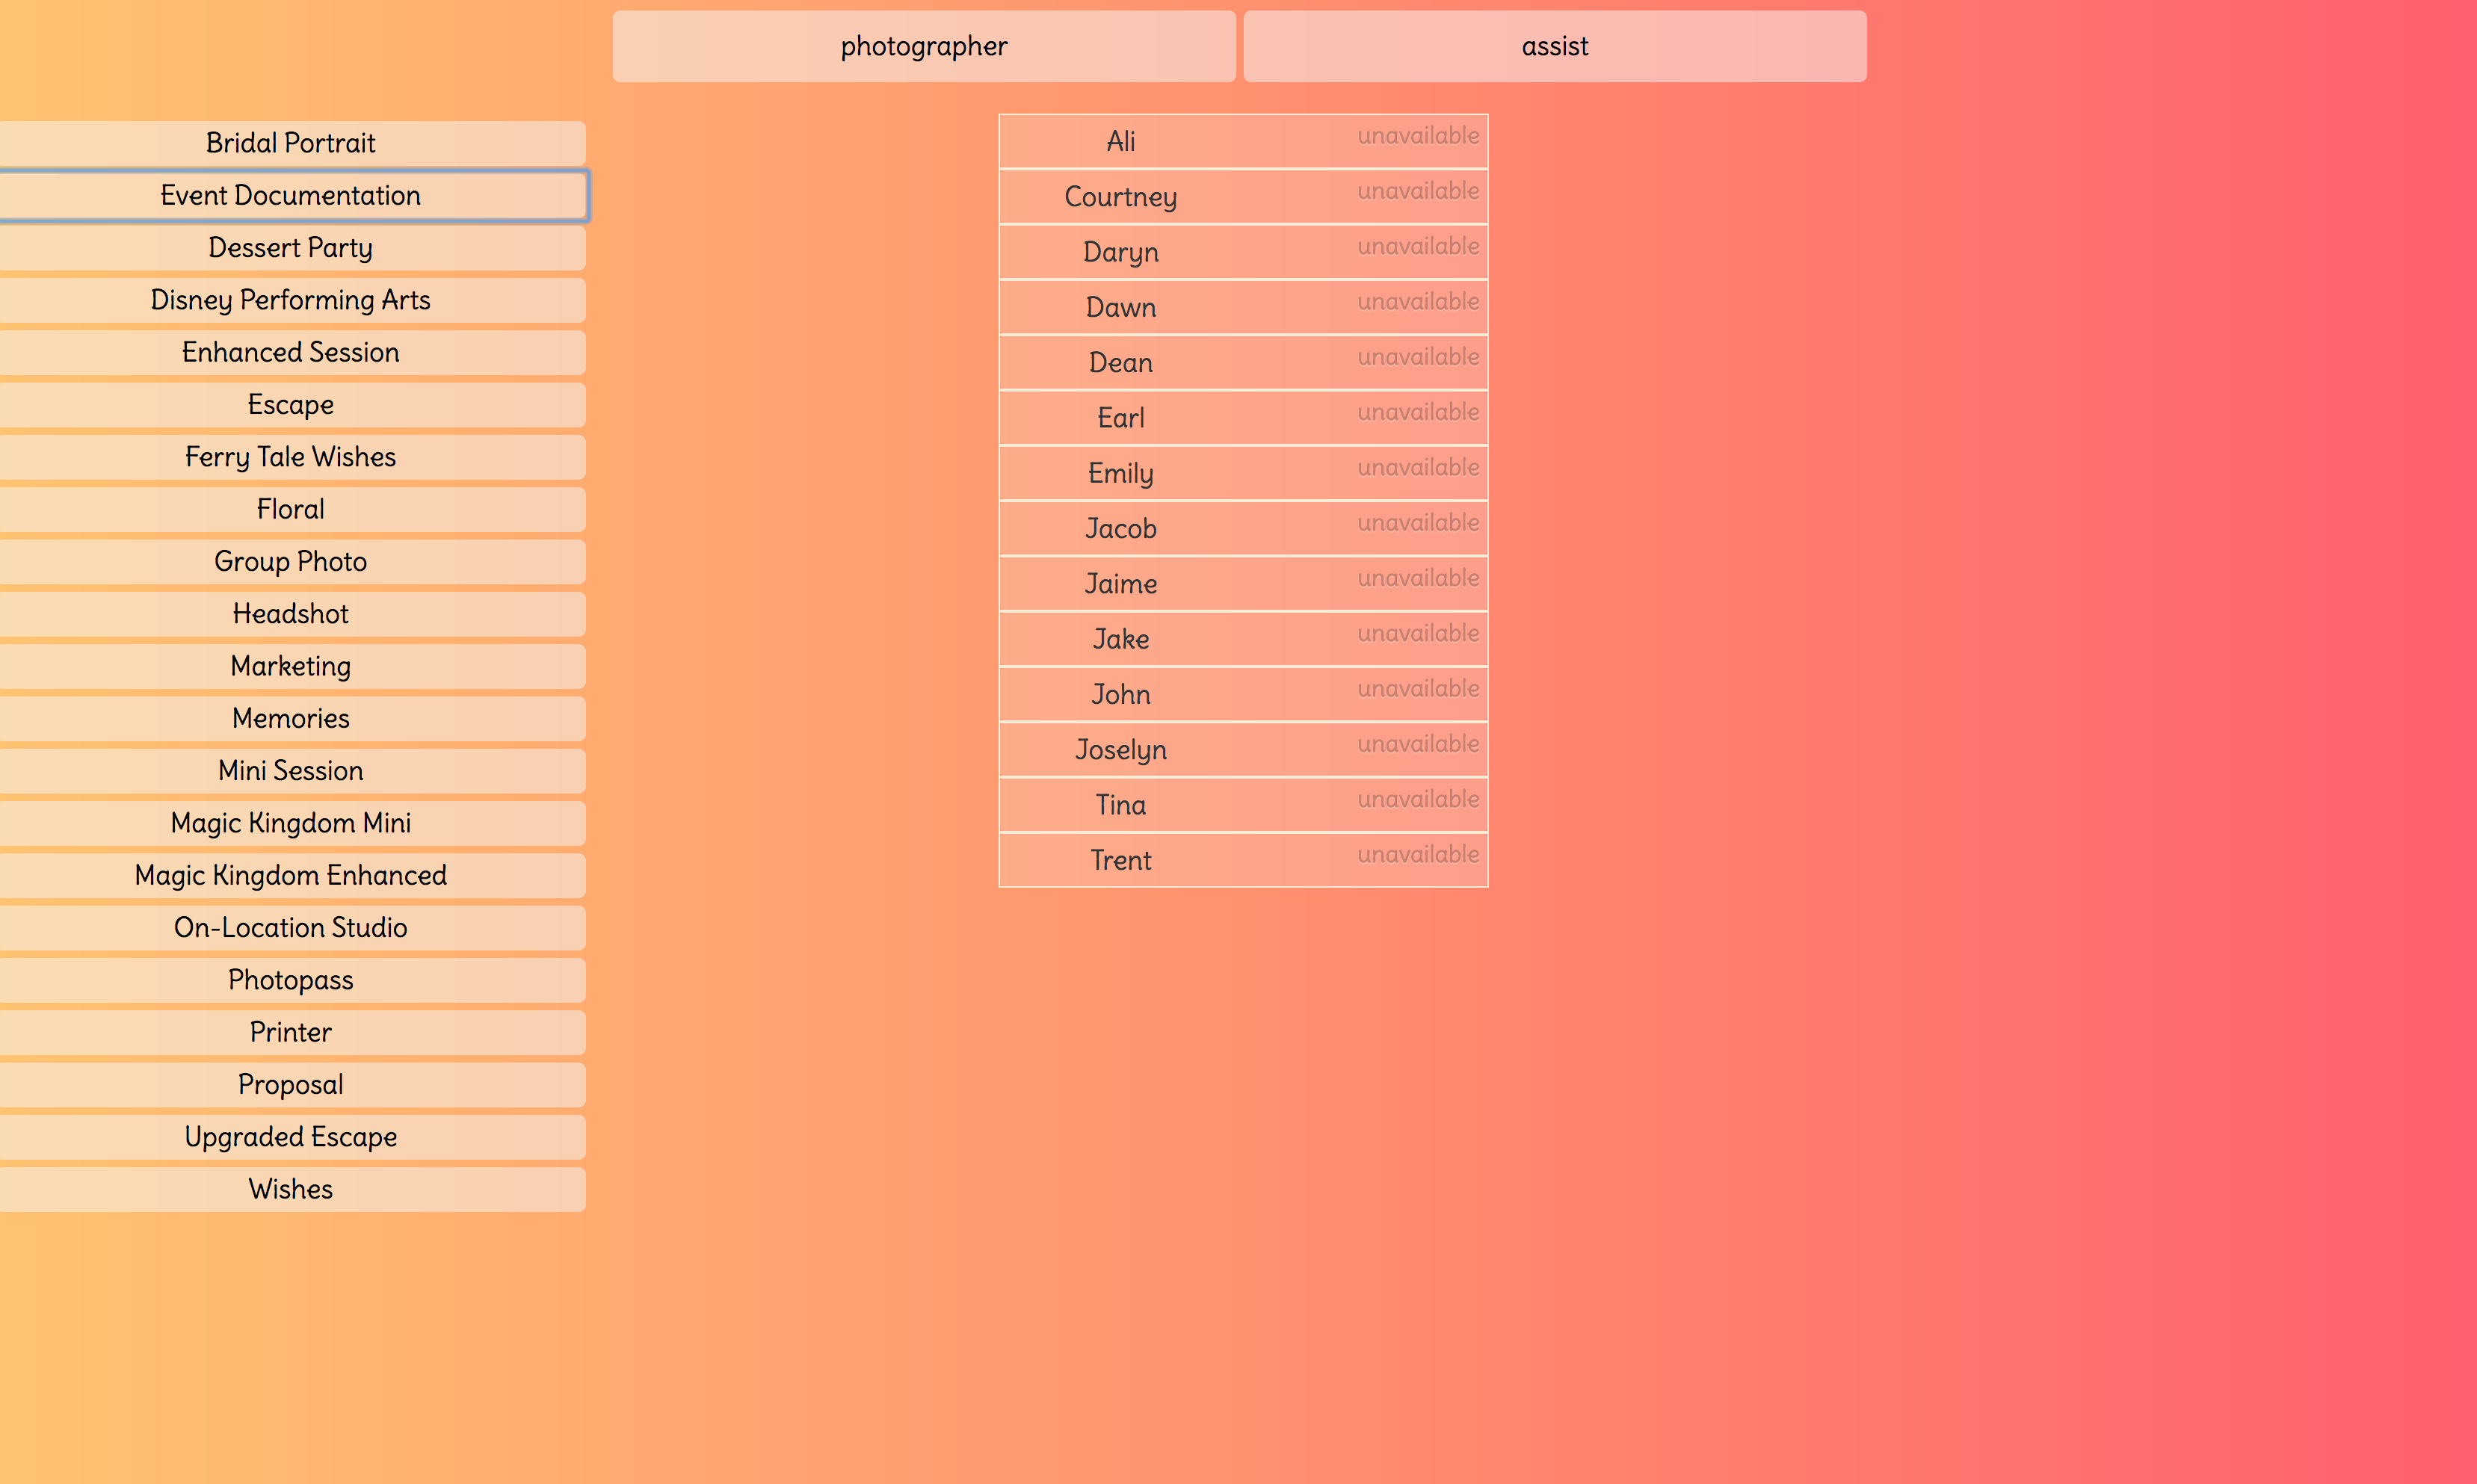 photographer
assist
Bridal Portrait
Event Documentation
Dessert Party
Disney Performing Arts
Enhanced Session
Escape
Ferry Tale Wishes
Floral
Group Photo
Headshot
Marketing
Memories
Mini Session
Magic Kingdom Mini
Magic Kingdom Enhanced
On-Location Studio
Photopass
Printer
Proposal
Upgraded Escape
Wishes
Ali unavailable
Courtney unavailable
Daryn unavailable
Dawn unavailable
Dean unavailable
Earl unavailable
Emily unavailable
Jacob unavailable
Jaime unavailable
Jake unavailable
John unavailable
Joselyn unavailable
Tina unavailable
Trent unavailable